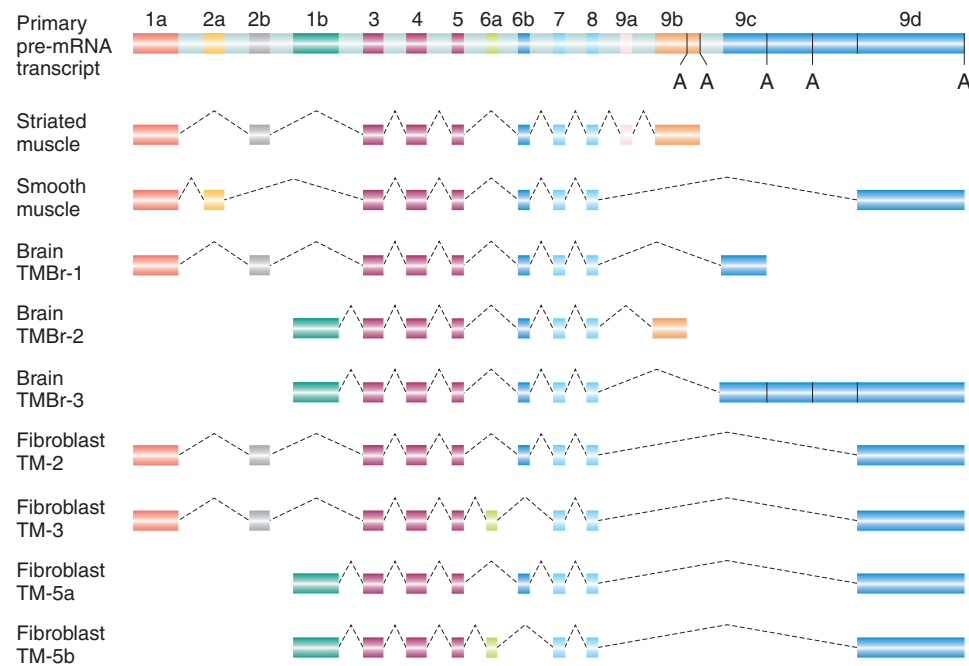 1a 2a 2b 1b 3 4 5 6a 6b 7 8 9a 9b 9c 9d
Primary
pre-mRNA
transcript
A A A A A
Striated
muscle
Smooth
muscle
Brain
TMBr-1
Brain
TMBr-2
Brain
TMBr-3
Fibroblast
TM-2
Fibroblast
TM-3
Fibroblast
TM-5a
Fibroblast
TM-5b